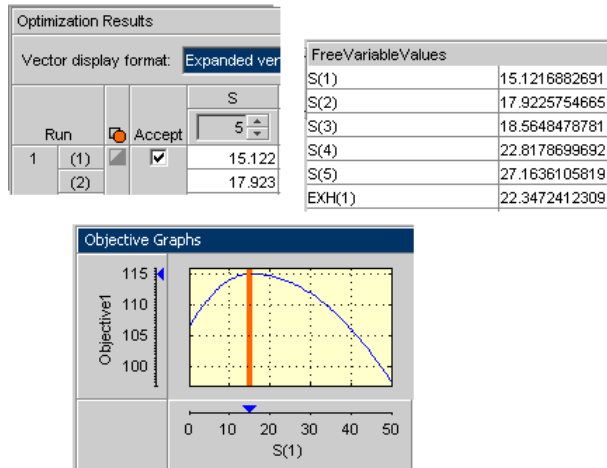 Optimization Results
Vector display format: Expanded ver
S
Run Accept 5
1 (1) 15.122
(2) 17.923
FreeVariableValues
S(1) 15.1216882691
S(2) 17.9225754665
S(3) 18.5648478781
S(4) 22.8178699692
S(5) 27.1636105819
EXH(1) 22.3472412309
Objective Graphs
Objective1
115
110
105
100
0 10 20 30 40 50
S(1)